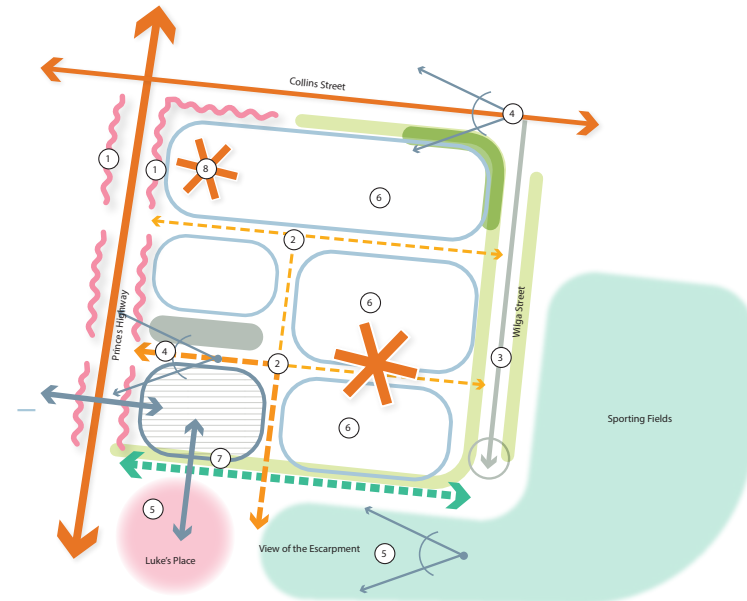 Collins Street
4
1
1
8
6
2
Princes Highway
6
Wilga Street
4
2
3
Sporting Fields
6
7
5
Luke's Place
View of the Escarpment
5